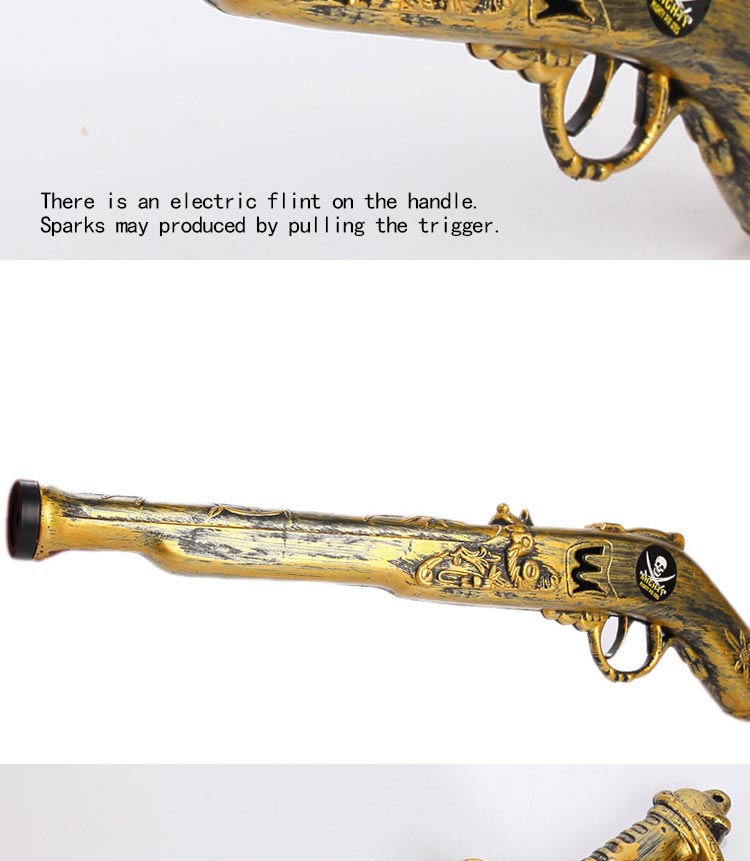 There is an electric flint on the handle.
Sparks may produced by pulling the trigger.